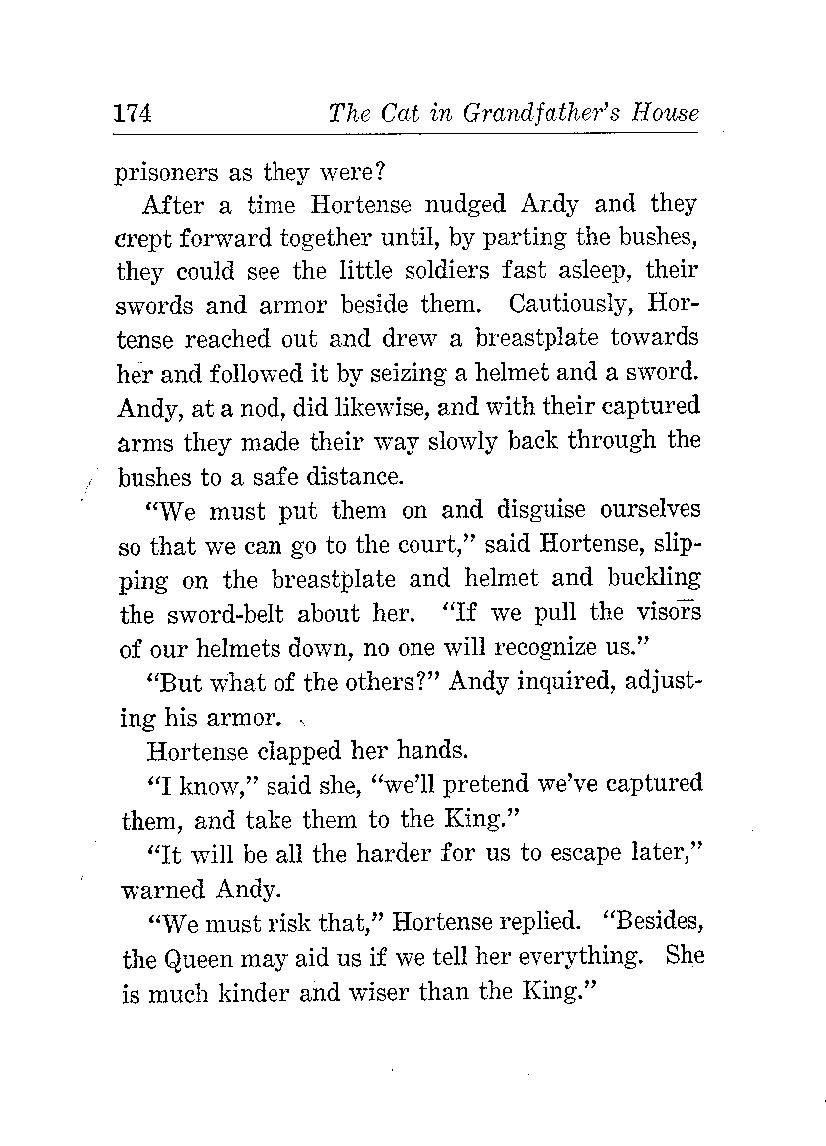 174 The Cat in Grandfather's House
prisoners as they were?
After a time Hortense nudged Andy and they
crept forward together until, by parting the bushes,
they could see the little soldiers fast asleep, their
swords and armor beside them. Cautiously, Hor-
tense reached out and drew a breastplate towards
her and followed it by seizing a helmet and a sword.
Andy, at a nod, did likewise, and with their captured
arms they made their way slowly back through the
bushes to a safe distance.
“We must put them on and disguise ourselves
so that we can go to the court,” said Hortense, slip-
ping on the breastplate and helmet and buckling
the sword-belt about her. “If we pull the visors
of our helmets down, no one will recognize us.”
“But what of the others?” Andy inquired, adjust-
ing his armor.
Hortense clapped her hands.
“I know,” said she, “we'll pretend we've captured
them, and take them to the King.”
“It will be all the harder for us to escape later,”
warned Andy.
“We must risk that,” Hortense replied. “Besides,
the Queen may aid us if we tell her everything. She
is much kinder and wiser than the King.”